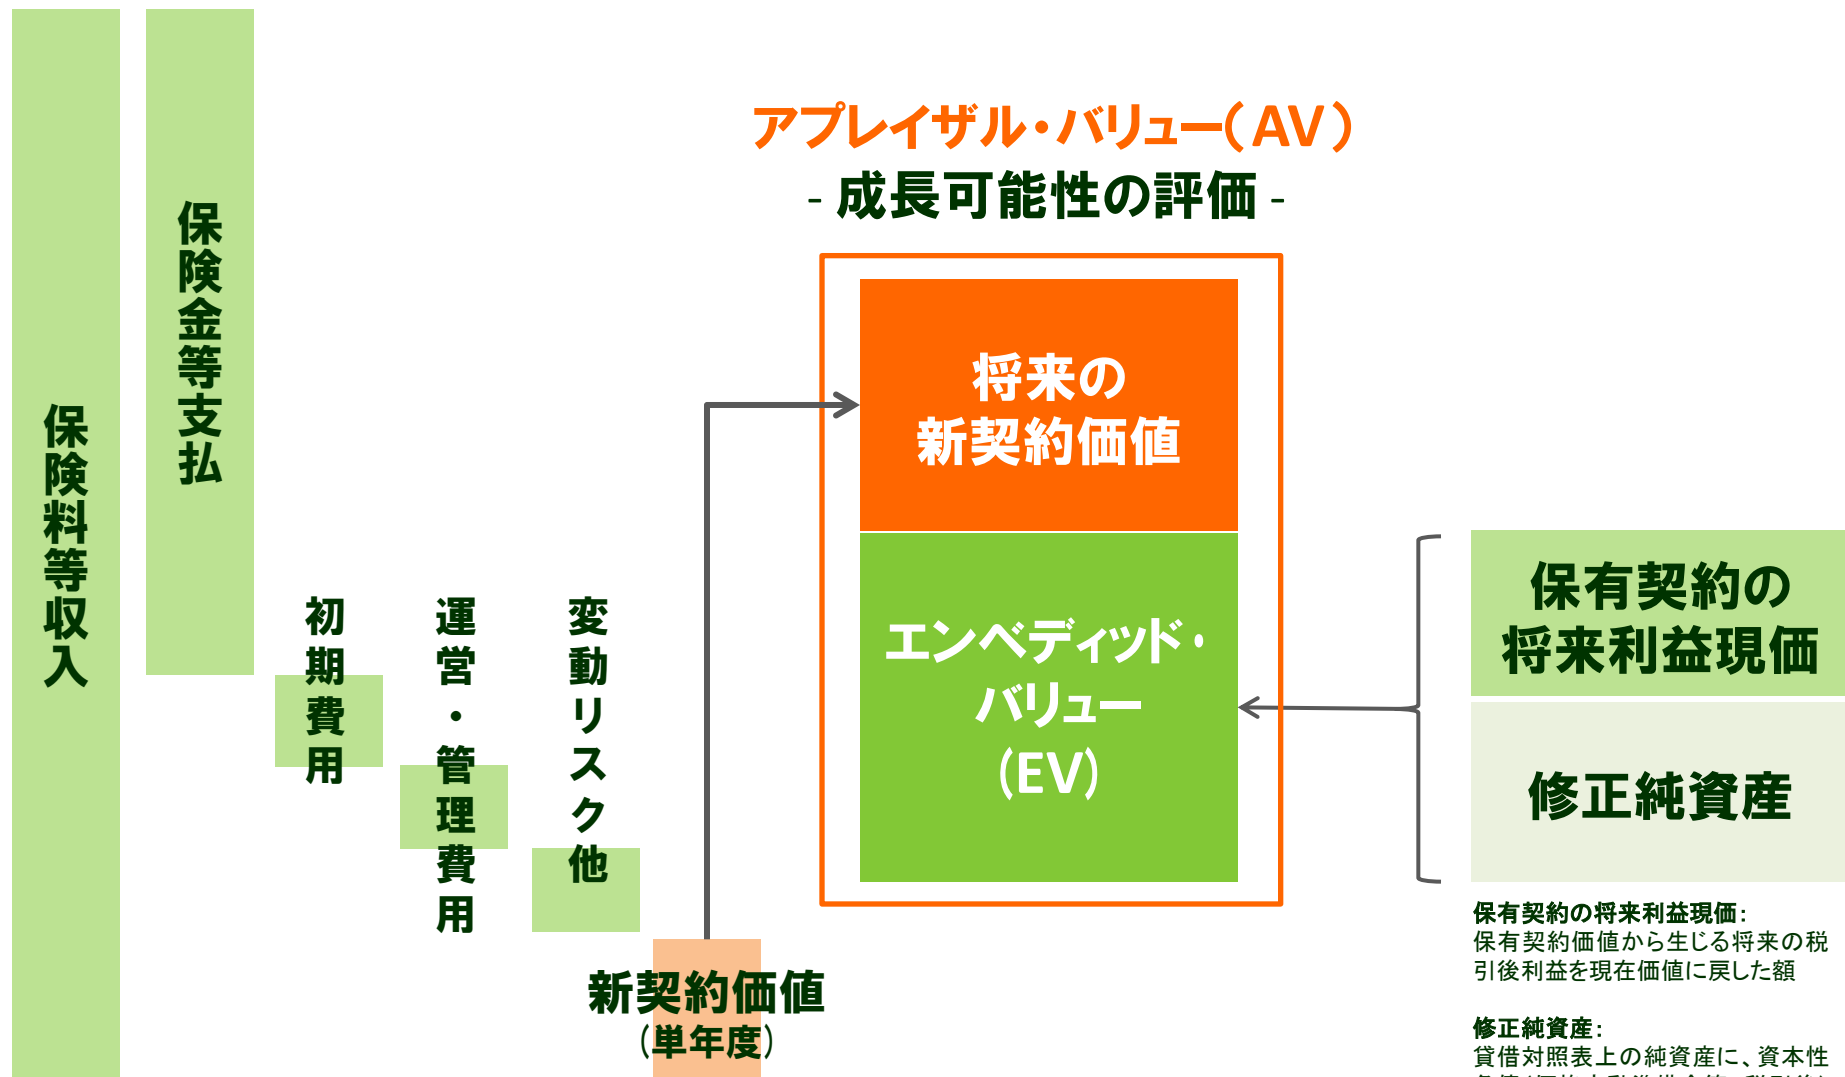 保険料等収入
保険金等支払
初期費用
運営・管理費用
変動リスク他
新契約価値
(単年度)
アプレイザル・バリュー(AV)
- 成長可能性の評価 -
将来の
新契約価値
エンベディッド・
バリュー
(EV)
保有契約の
将来利益現価
修正純資産
保有契約の将来利益現価:
保有契約価値から生じる将来の税
引後利益を現在価値に戻した額
修正純資産:
貸借対照表上の純資産に、資本性